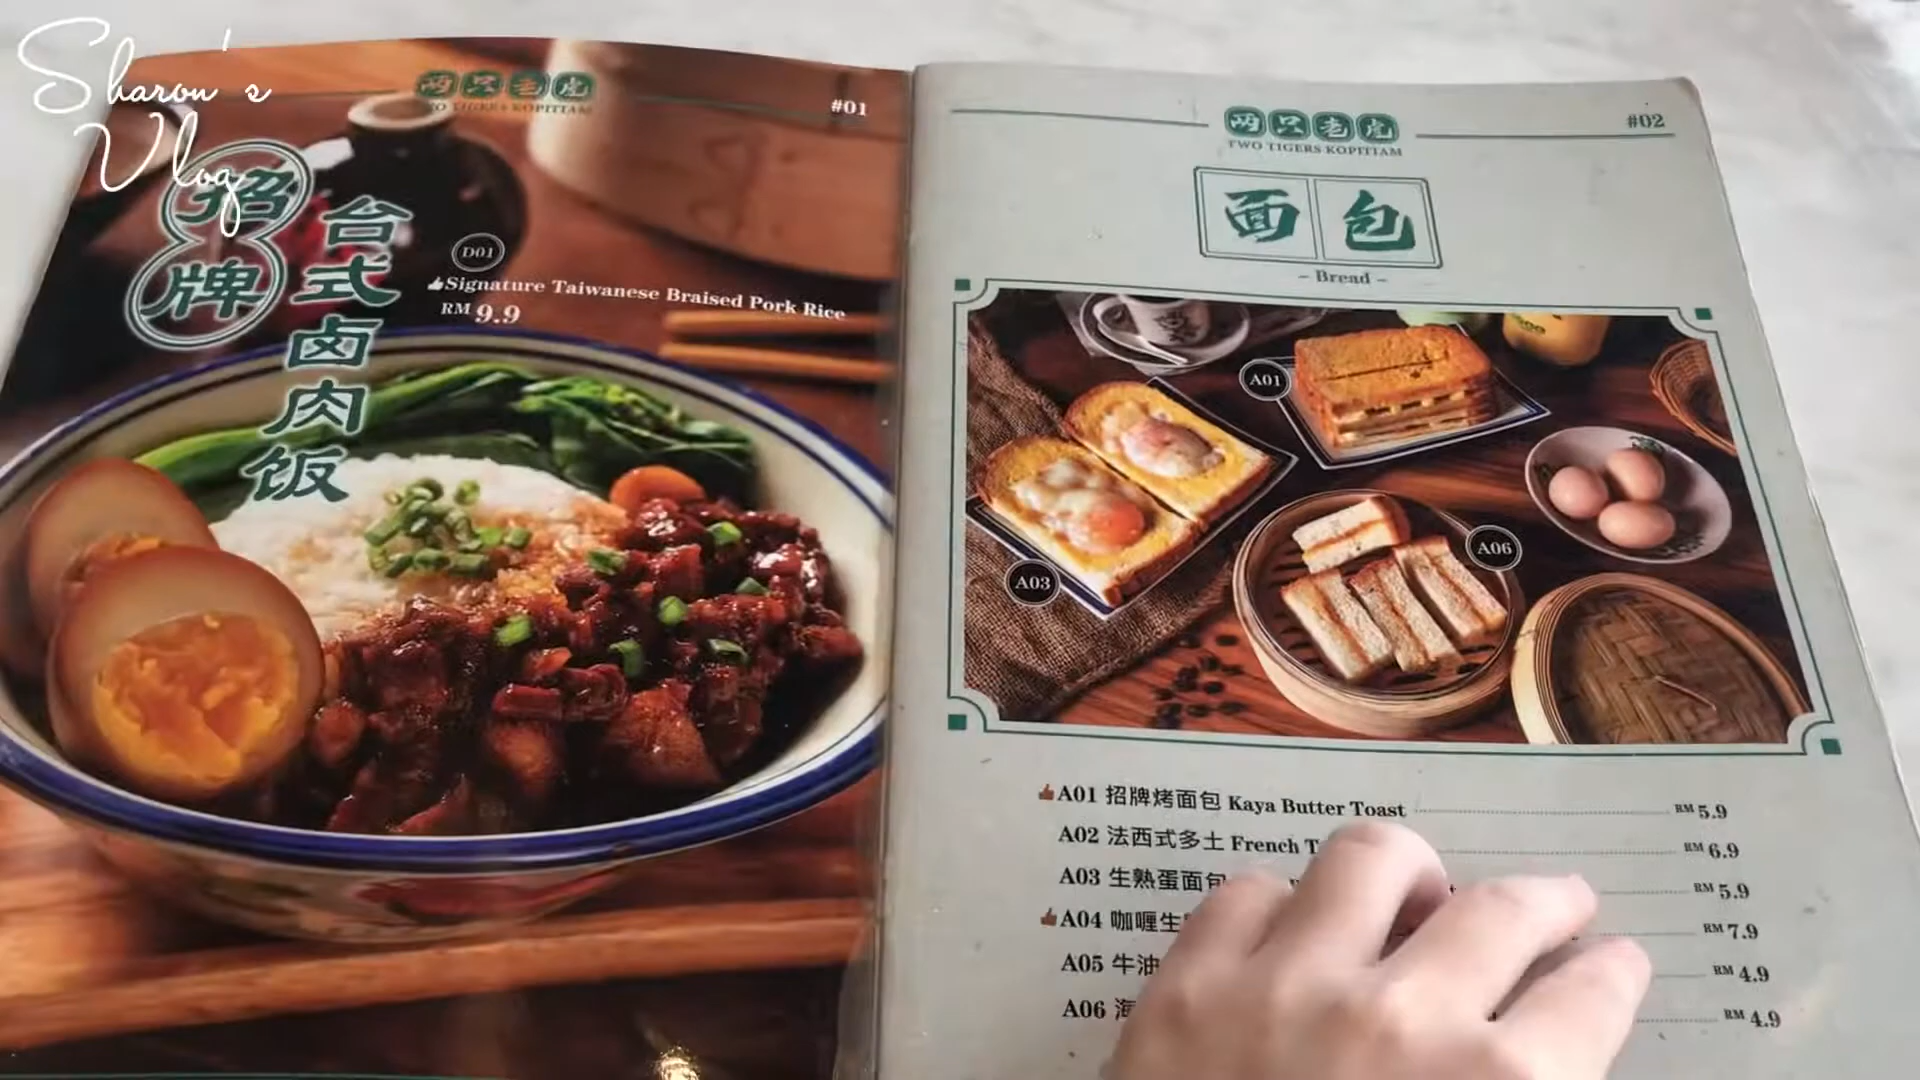 Sharon's
Vlog
两只老虎
TWO TIGERS KOPITIAM
#01
招牌
台式卤肉饭
D01
Signature Taiwanese Braised Pork Rice
RM 9.9
两只老虎
TWO TIGERS KOPITIAM
#02
面包
~ Bread ~
A01
A03
A06
A01 招牌烤面包 Kaya Butter Toast RM 5.9
A02 法西式多士 French T RM 6.9
A03 生熟蛋面包 RM 5.9
A04 咖喱生 RM 7.9
A05 牛油 RM 4.9
A06 海 RM 4.9